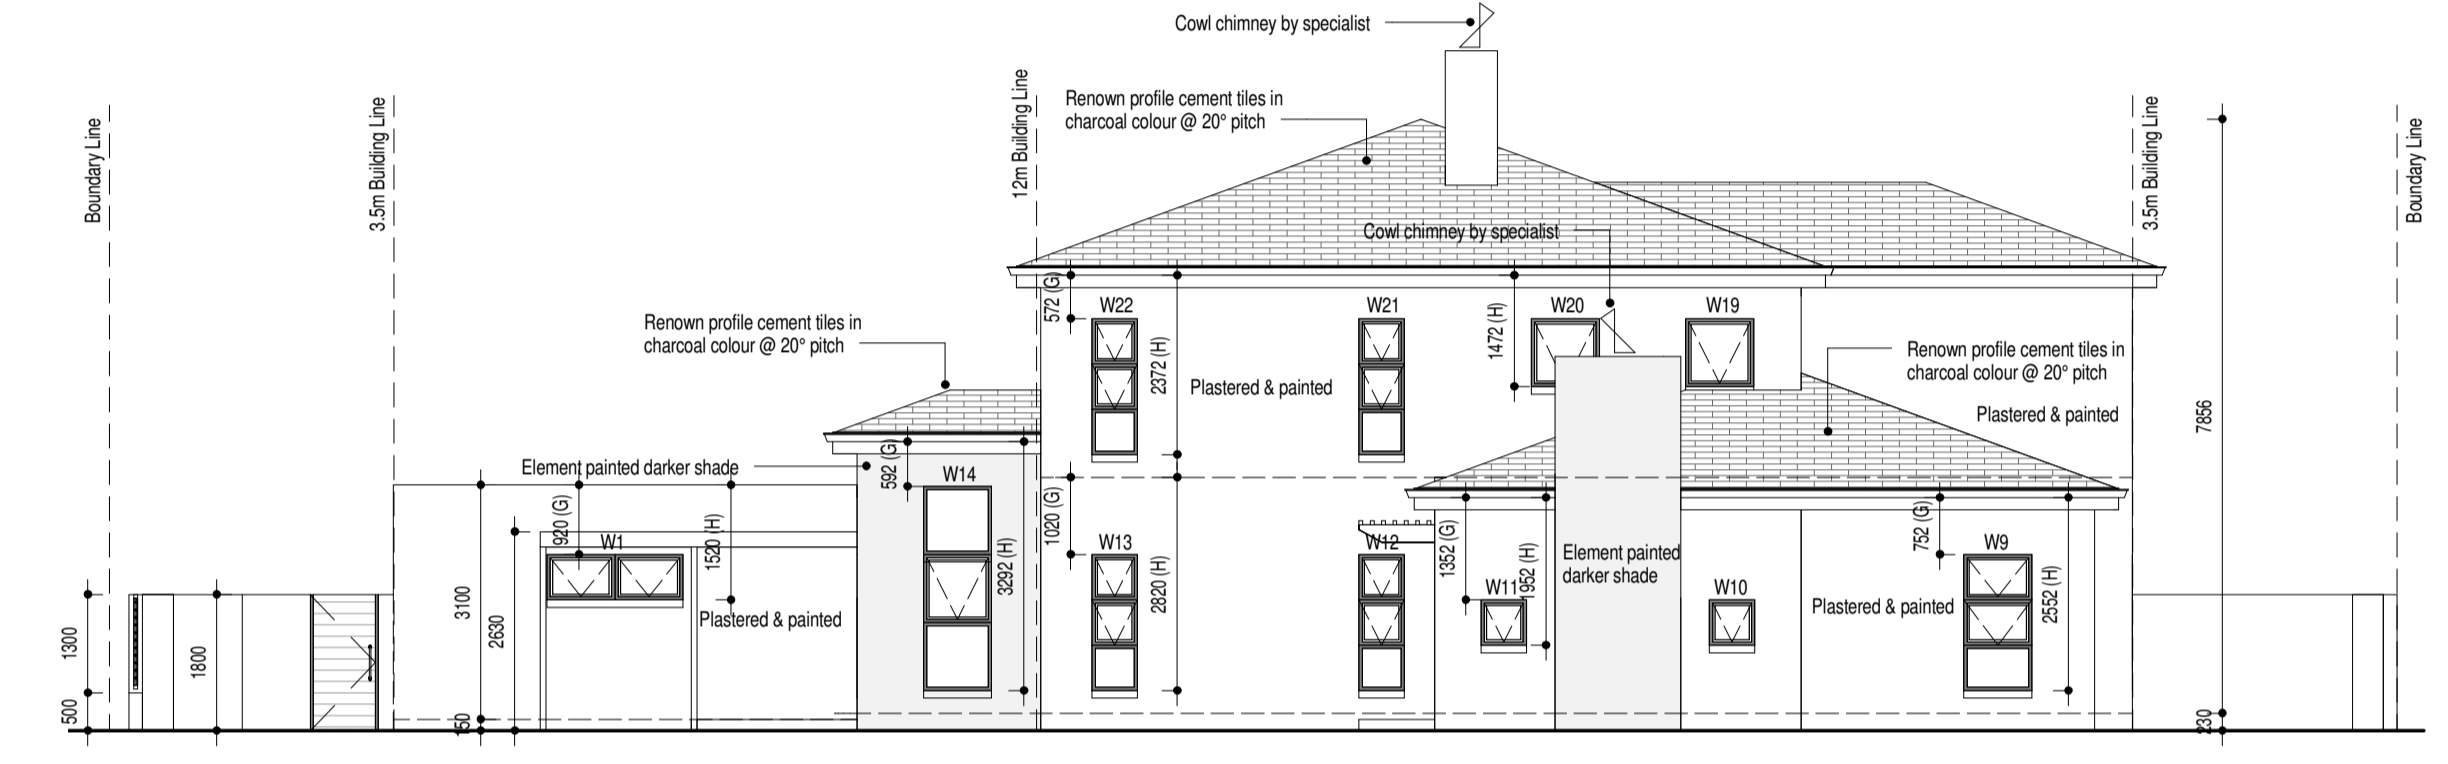 Cowl chimney by specialist
Boundary Line
3.5m Building Line
12m Building Line
Renown profile cement tiles in
charcoal colour @ 20° pitch
3.5m Building Line
Boundary Line
Cowl chimney by specialist
572 (G)
W22
W21
1472 (H)
W20
W19
Renown profile cement tiles in
charcoal colour @ 20° pitch
2372 (H)
Plastered & painted
Renown profile cement tiles in
charcoal colour @ 20° pitch
Plastered & painted
7856
Element painted darker shade
592 (G)
W14
920 (G)
W1
1520 (H)
3292 (H)
1020 (G)
W13
2820 (H)
W12
1352 (G)
W11
1952 (H)
Element painted
darker shade
W10
752 (G)
W9
2552 (H)
Plastered & painted
Plastered & painted
3100
2630
1300
1800
500
150
230